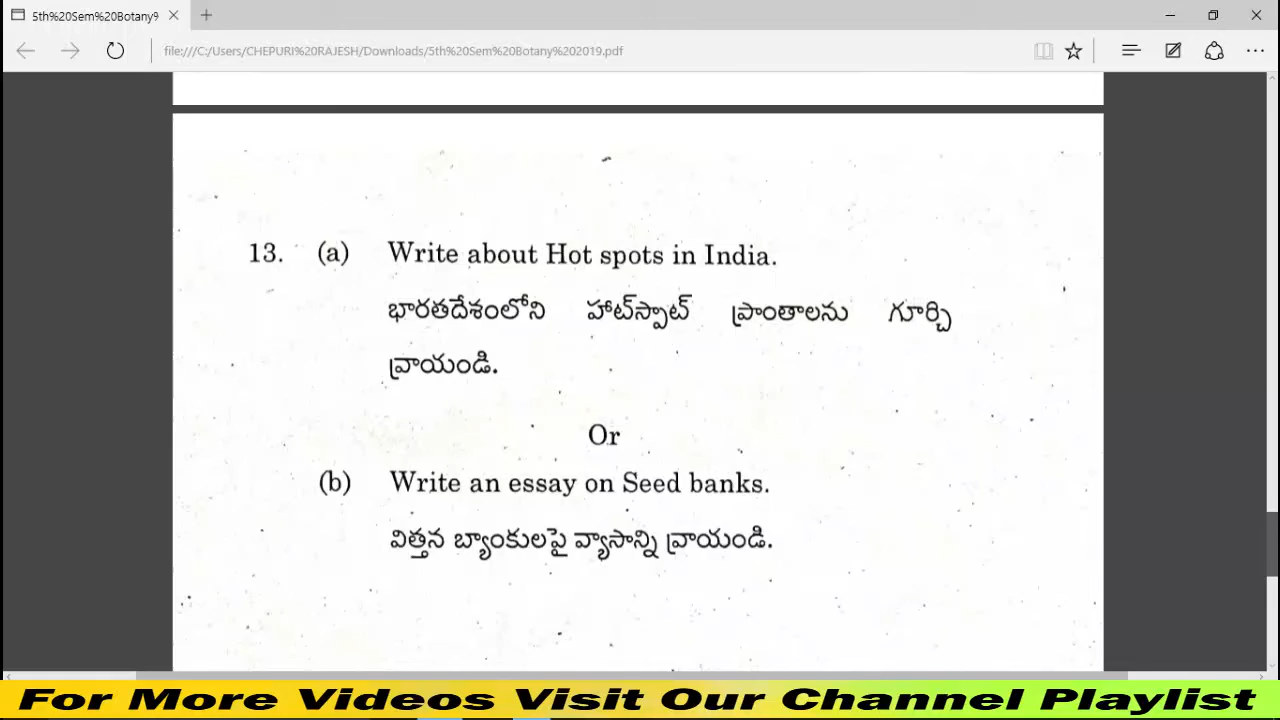 5th%20Sem%20Botany%
file:///C:/Users/CHEPURI%20RAJESH/Downloads/5th%20Sem%20Botany%202019.pdf
13. (a) Write about Hot spots in India.
భారతదేశంలోని హాట్‌స్పాట్ ప్రాంతాలను గూర్చి
వ్రాయండి.
Or
(b) Write an essay on Seed banks.
విత్తన బ్యాంకులపై వ్యాసాన్ని వ్రాయండి.
For More Videos Visit Our Channel Playlist